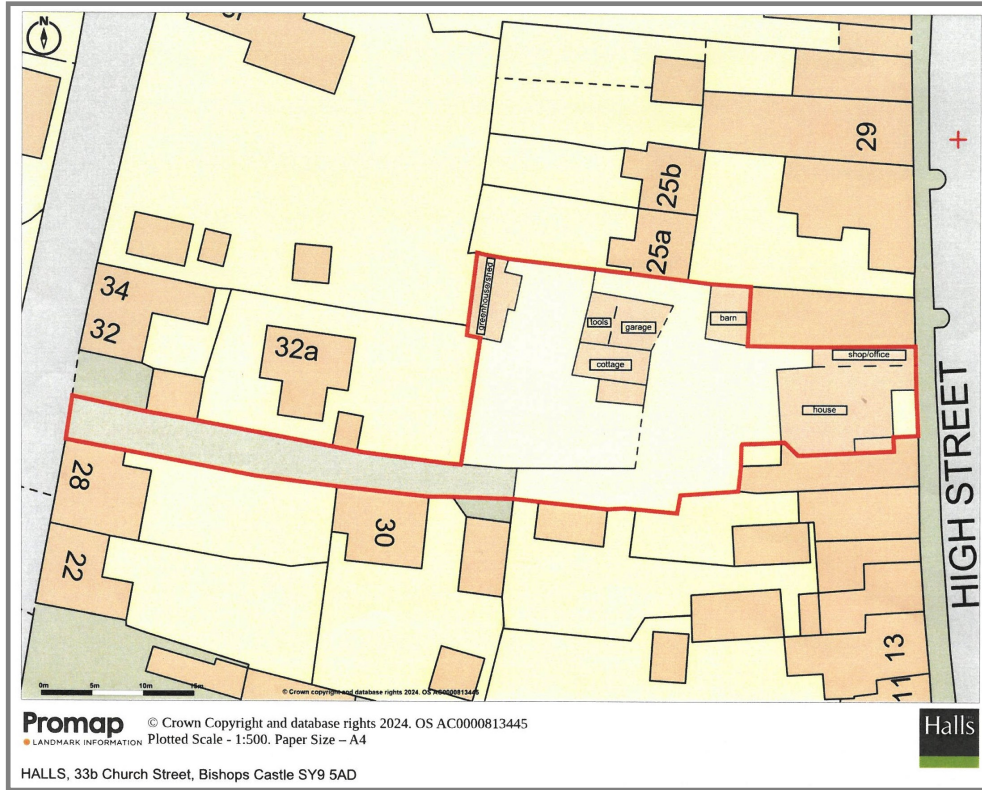 N
29
25b
25a
34
32
32a
greenhouse/shed
tools
garage
cottage
barn
shop/office
house
HIGH STREET
28
30
22
13
11
0m 5m 10m 15m
© Crown copyright and database rights 2024. OS AC0000813445
Promap
LANDMARK INFORMATION
© Crown Copyright and database rights 2024. OS AC0000813445
Plotted Scale - 1:500. Paper Size – A4
Halls
HALLS, 33b Church Street, Bishops Castle SY9 5AD